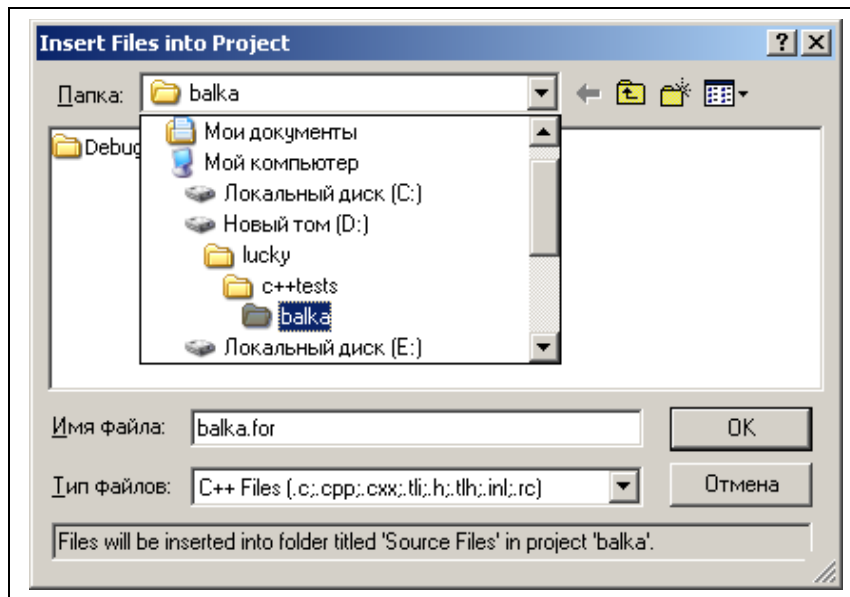 Insert Files into Project
Папка: balka
Debug
Мои документы
Мой компьютер
Локальный диск (C:)
Новый том (D:)
lucky
c++tests
balka
Локальный диск (E:)
Имя файла: balka.for
OK
Тип файлов: C++ Files (.c;.cpp;.cxx;.tli;.h;.tlh;.inl;.rc)
Отмена
Files will be inserted into folder titled 'Source Files' in project 'balka'.